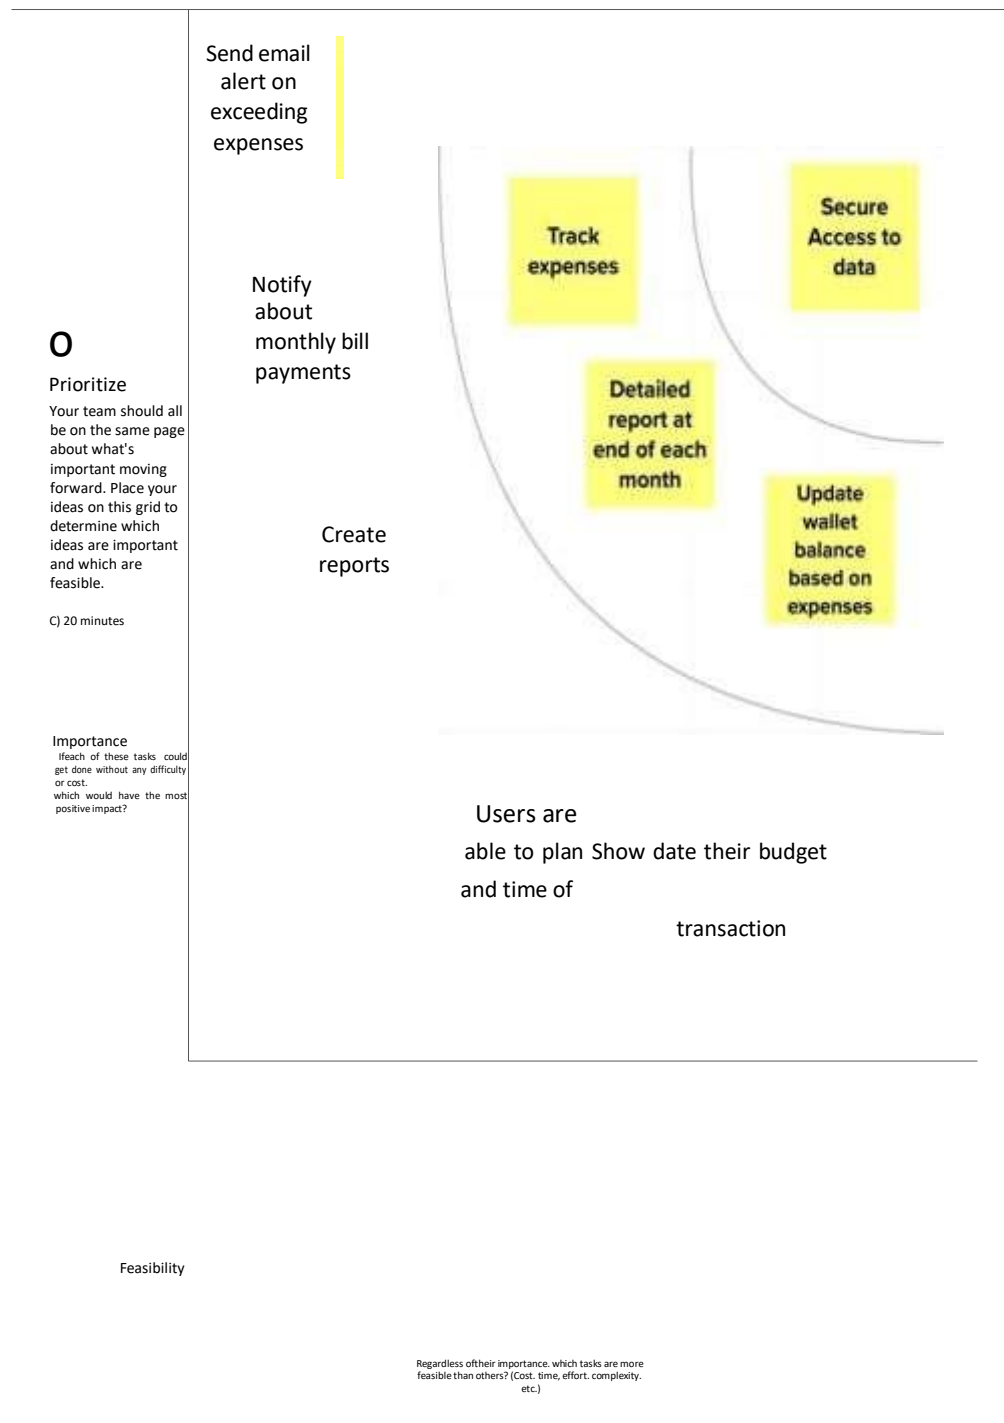 Send email
alert on
exceeding
expenses
Track
expenses
Secure
Access to
data
Notify
about
monthly bill
payments
O
Prioritize
Your team should all
be on the same page
about what's
important moving
forward. Place your
ideas on this grid to
determine which
ideas are important
and which are
feasible.
C) 20 minutes
Detailed
report at
end of each
month
Update
wallet
balance
based on
expenses
Create
reports
Importance
Ifeach of these tasks could
get done without any difficulty
or cost.
which would have the most
positive impact?
Users are
able to plan Show date their budget
and time of
transaction
Feasibility
Regardless oftheir importance. which tasks are more
feasible than others? (Cost. time, effort. complexity.
etc.)